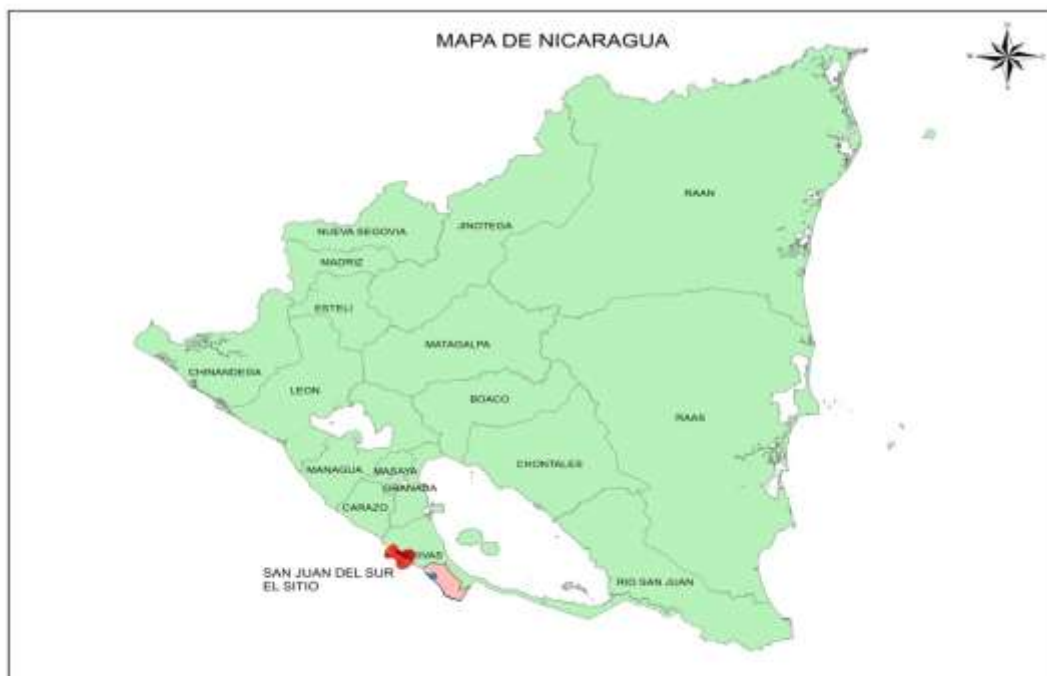 MAPA DE NICARAGUA
RAAN
JINOTEGA
NUEVA SEGOVIA
MADRIZ
ESTELI
MATAGALPA
CHINANDEGA
LEON
BOACO
RAAS
CHONTALES
MANAGUA
MASAYA
GRANADA
CARAZO
RIVAS
SAN JUAN DEL SUR
EL SITIO
RIO SAN JUAN